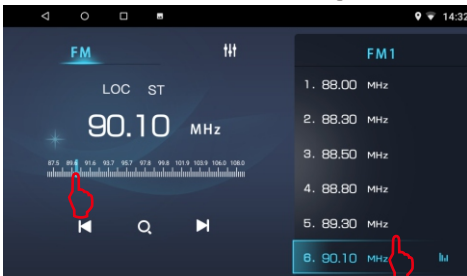 14:32
FM
FM1
LOC ST
90.10 MHz
87.5 89.6 91.6 93.7 95.7 97.8 99.8 101.9 103.9 106.0 108.0
1. 88.00 MHz
2. 88.30 MHz
3. 88.50 MHz
4. 88.80 MHz
5. 89.30 MHz
6. 90.10 MHz